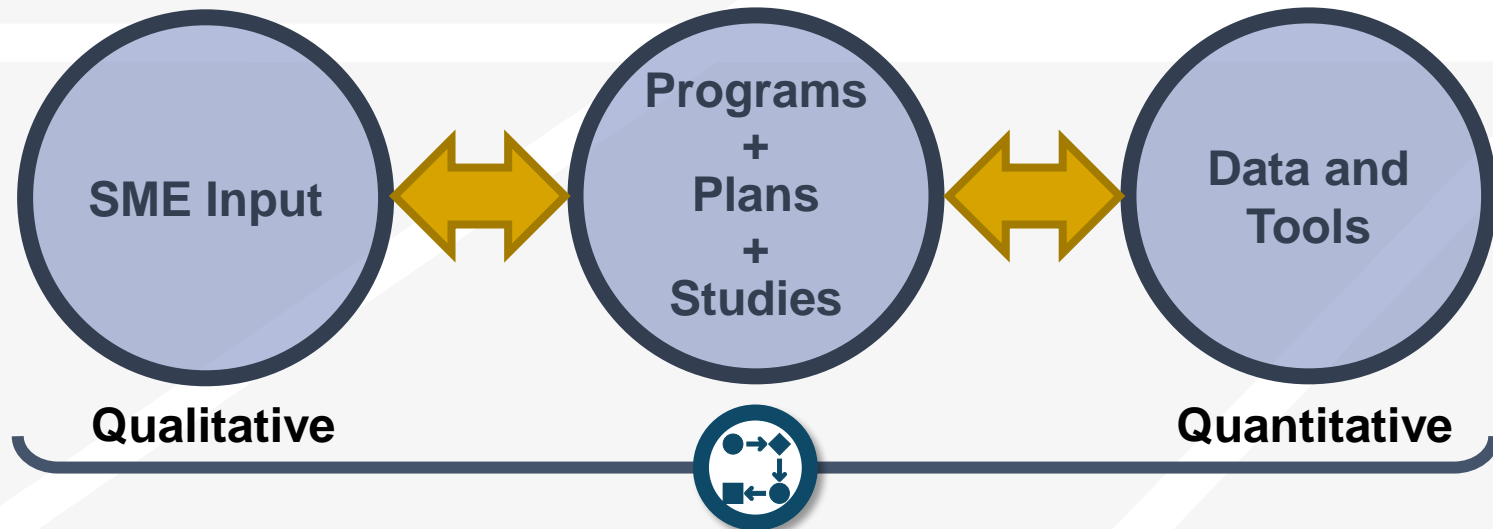 SME Input
Programs
+
Plans
+
Studies
Data and
Tools
Qualitative
Quantitative